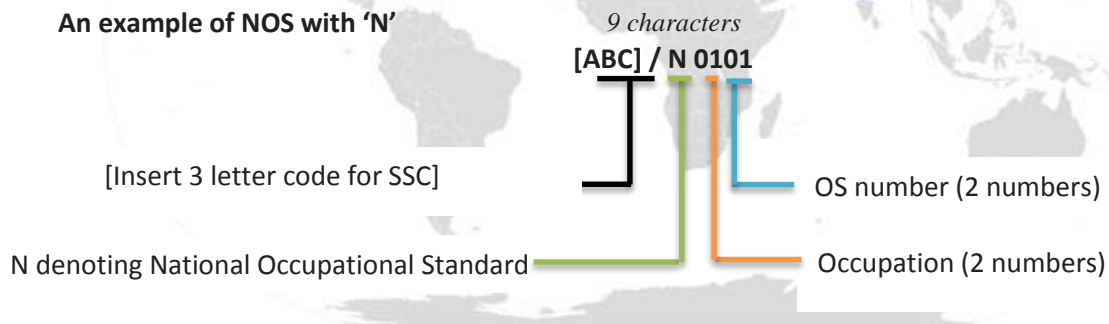 An example of NOS with ‘N’
9 characters
[ABC] / N 0101
[Insert 3 letter code for SSC]
OS number (2 numbers)
N denoting National Occupational Standard
Occupation (2 numbers)